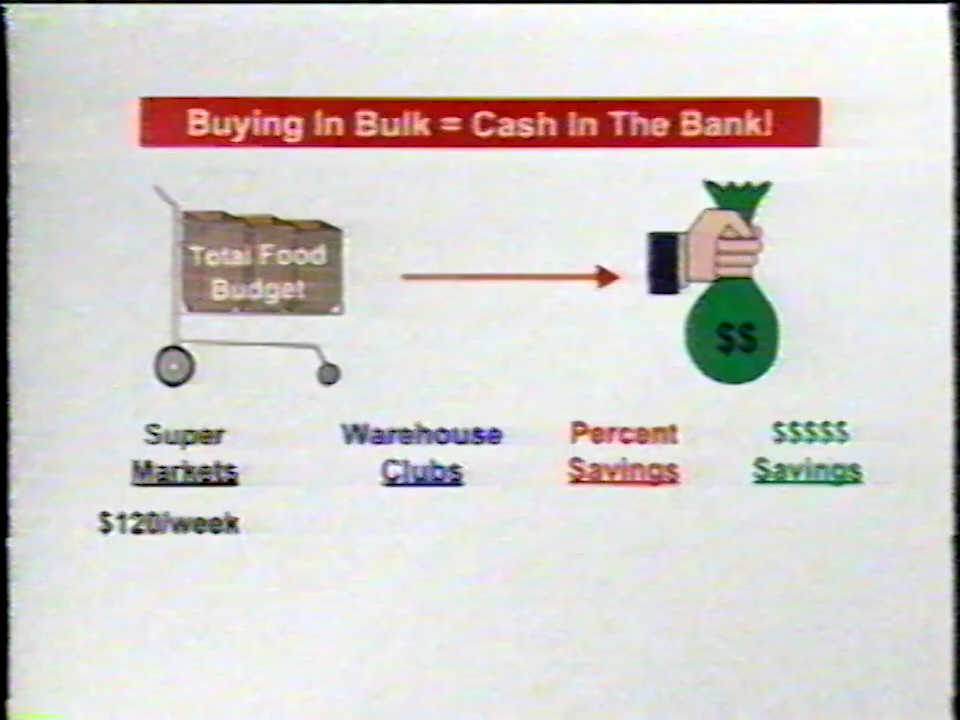 Buying In Bulk = Cash In The Bank!
Total Food
Budget
$$
Super
Markets
Warehouse
Clubs
Percent
Savings
$$$$$
Savings
$120/week